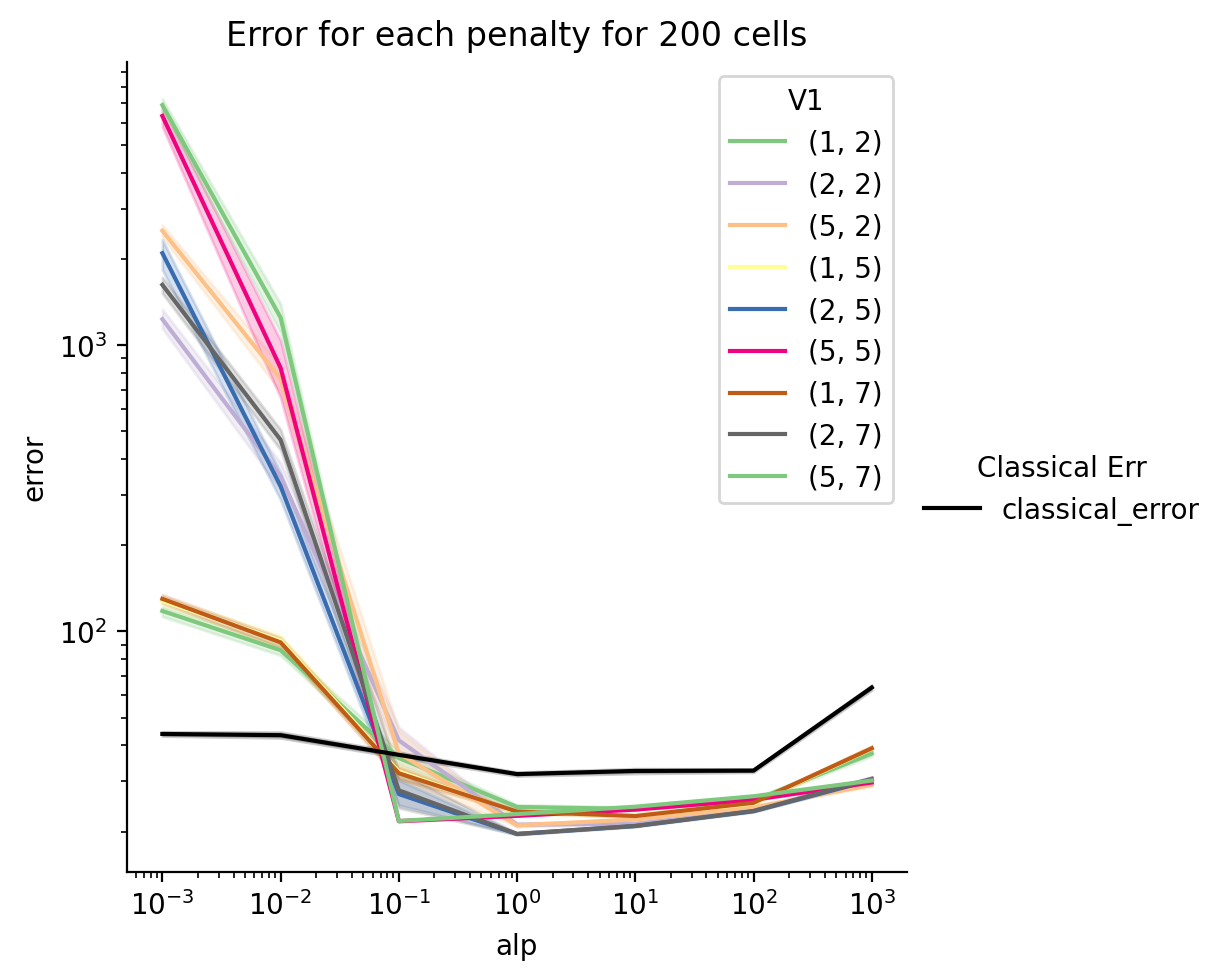 Error for each penalty for 200 cells
V1
(1, 2)
(2, 2)
(5, 2)
(1, 5)
(2, 5)
(5, 5)
(1, 7)
(2, 7)
(5, 7)
Classical Err
classical_error
error
10³
10²
10⁻³ 10⁻² 10⁻¹ 10⁰ 10¹ 10² 10³
alp